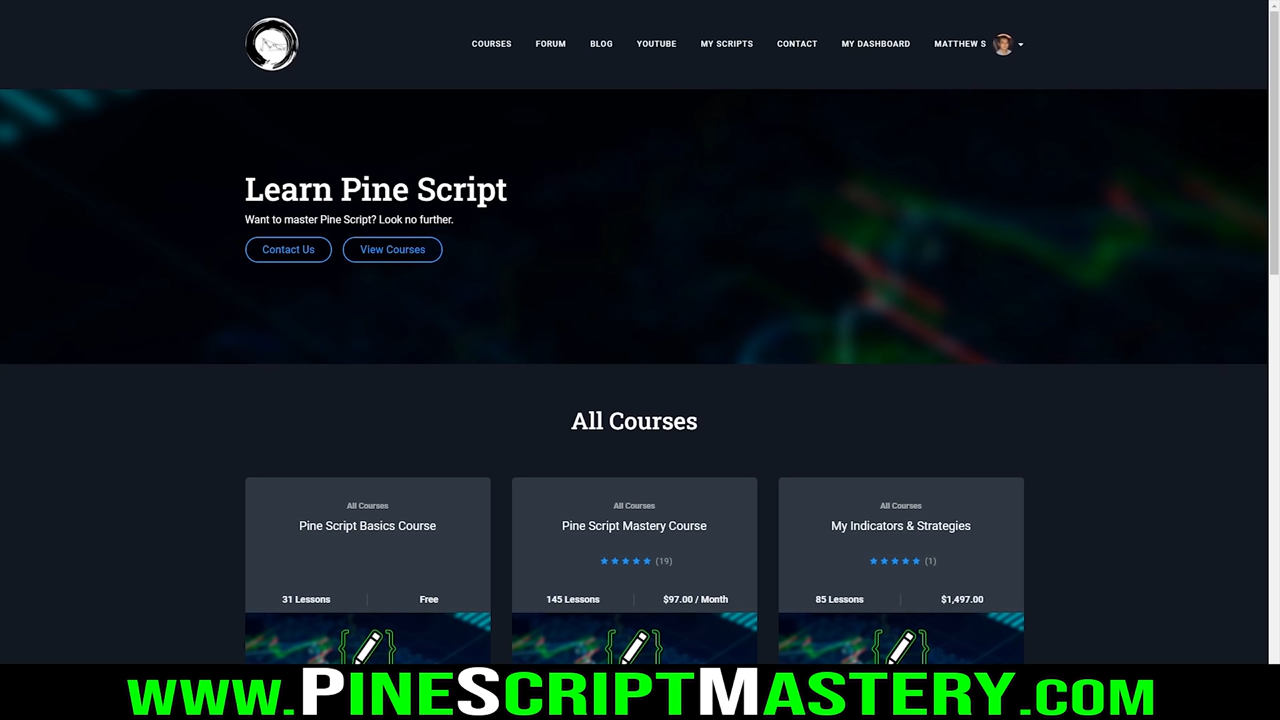 COURSES FORUM BLOG YOUTUBE MY SCRIPTS CONTACT MY DASHBOARD MATTHEW S
Learn Pine Script
Want to master Pine Script? Look no further.
Contact Us View Courses
All Courses
All Courses
Pine Script Basics Course
31 Lessons Free
All Courses
Pine Script Mastery Course
(19)
145 Lessons $97.00 / Month
All Courses
My Indicators & Strategies
(1)
85 Lessons $1,497.00
WWW.PINESCRIPTMASTERY.COM